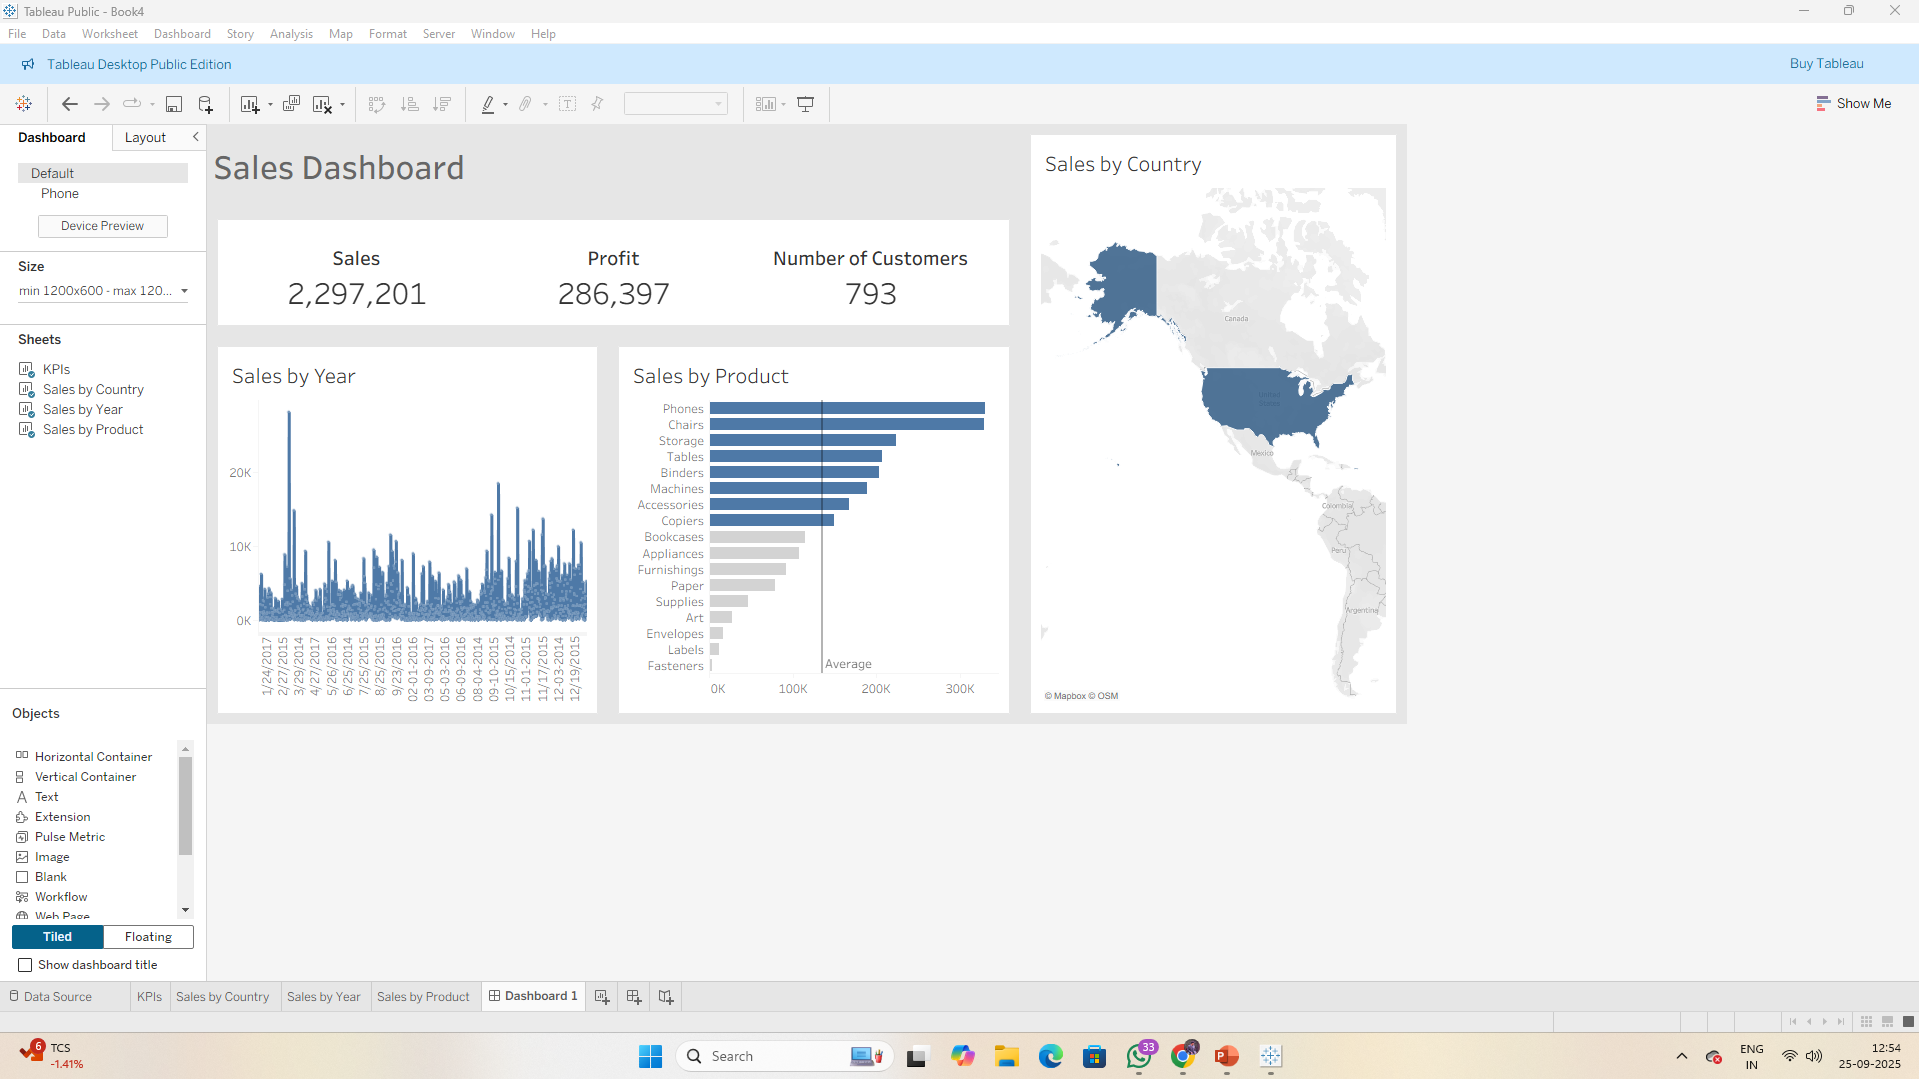 Tableau Public - Book4
File Data Worksheet Dashboard Story Analysis Map Format Server Window Help
Tableau Desktop Public Edition
Buy Tableau
Show Me
Dashboard Layout
Default
Phone
Device Preview
Size
min 1200x600 - max 120...
Sheets
KPIs
Sales by Country
Sales by Year
Sales by Product
Objects
Horizontal Container
Vertical Container
Text
Extension
Pulse Metric
Image
Blank
Workflow
Web Page
Tiled Floating
Show dashboard title
Sales Dashboard
Sales Profit Number of Customers
2,297,201 286,397 793
Sales by Year
20K
10K
0K
1/24/2017
2/27/2015
3/29/2014
4/27/2017
5/26/2016
6/25/2014
7/25/2015
8/25/2015
9/23/2016
02-01-2016
03-09-2017
05-03-2016
06-09-2016
08-04-2014
09-10-2015
10/15/2014
11-01-2015
11/17/2015
12-03-2014
12/19/2015
Sales by Product
Phones
Chairs
Storage
Tables
Binders
Machines
Accessories
Copiers
Bookcases
Appliances
Furnishings
Paper
Supplies
Art
Envelopes
Labels
Fasteners
Average
0K 100K 200K 300K
Sales by Country
Canada
United
States
Mexico
Colombia
Peru
Argentina
© Mapbox © OSM
Data Source KPIs Sales by Country Sales by Year Sales by Product Dashboard 1
6
TCS
-1.41%
Search
33
ENG
IN
12:54
25-09-2025